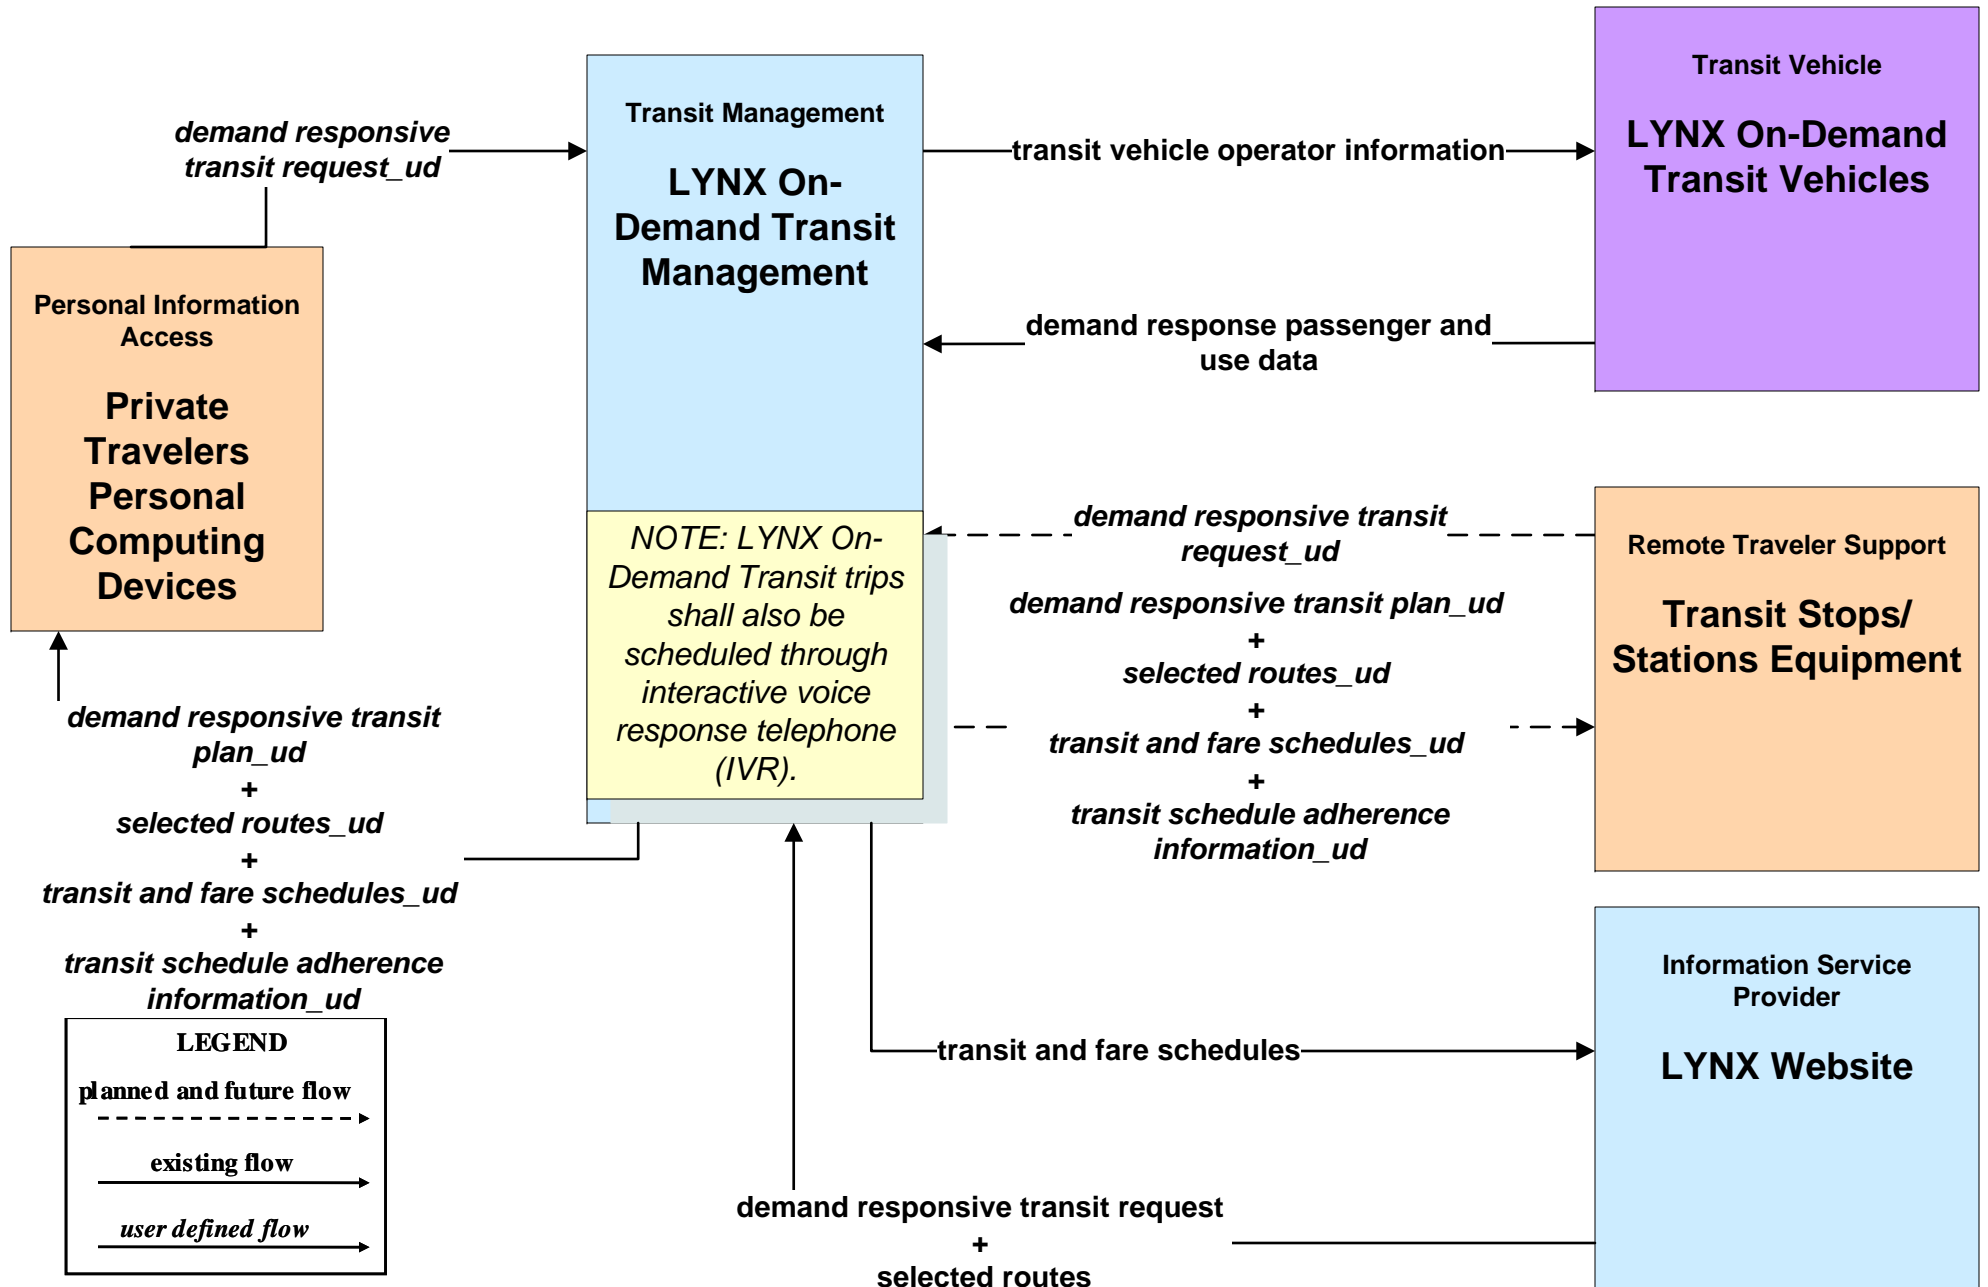 demand responsive
transit request_ud
Personal Information
Access
Private
Travelers
Personal
Computing
Devices
demand responsive transit
plan_ud
+
selected routes_ud
+
transit and fare schedules_ud
+
transit schedule adherence
information_ud
LEGEND
planned and future flow
existing flow
user defined flow
Transit Management
LYNX On-
Demand Transit
Management
NOTE: LYNX On-
Demand Transit trips
shall also be
scheduled through
interactive voice
response telephone
(IVR).
transit vehicle operator information
demand response passenger and
use data
demand responsive transit
request_ud
demand responsive transit plan_ud
+
selected routes_ud
+
transit and fare schedules_ud
+
transit schedule adherence
information_ud
transit and fare schedules
demand responsive transit request
+
selected routes
Transit Vehicle
LYNX On-Demand
Transit Vehicles
Remote Traveler Support
Transit Stops/
Stations Equipment
Information Service
Provider
LYNX Website